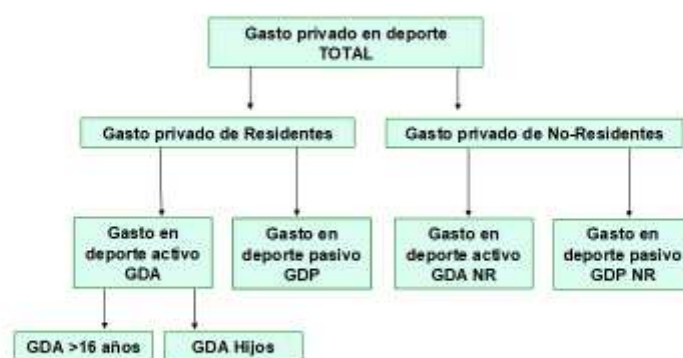 Gasto privado en deporte
TOTAL
Gasto privado de Residentes
Gasto privado de No-Residentes
Gasto en
deporte activo
GDA
Gasto en
deporte pasivo
GDP
Gasto en
deporte activo
GDA NR
Gasto en
deporte pasivo
GDP NR
GDA >16 años
GDA Hijos